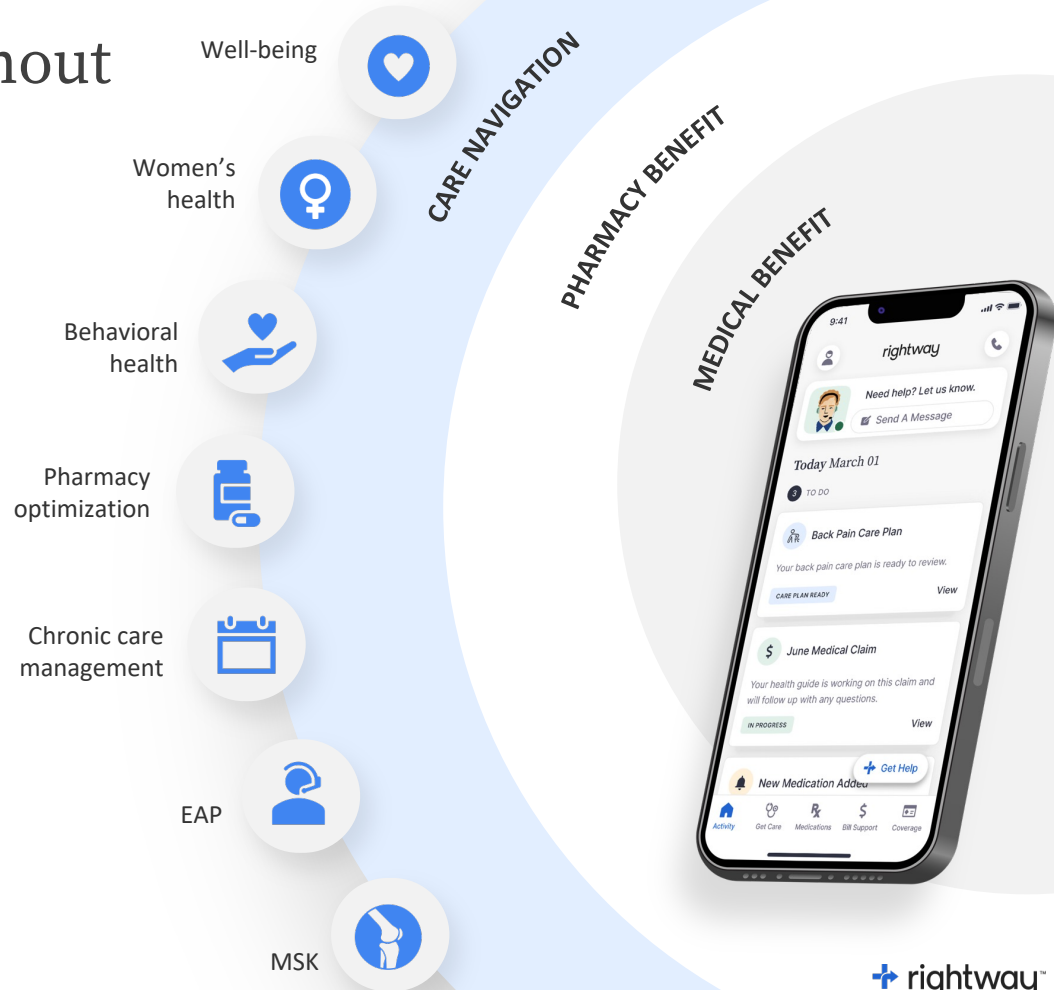 Well-being
Women's
health
Behavioral
health
Pharmacy
optimization
Chronic care
management
EAP
MSK
CARE NAVIGATION
PHARMACY BENEFIT
MEDICAL BENEFIT
9:41
rightway
Need help? Let us know.
Send A Message
Today March 01
3 TO DO
Back Pain Care Plan
Your back pain care plan is ready to review.
CARE PLAN READY View
$ June Medical Claim
Your health guide is working on this claim and
will follow up with any questions.
IN PROGRESS View
Get Help
New Medication Added
Activity Get Care Medications Bill Support Coverage
rightway™